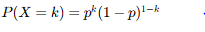 P(X = k) = p^k(1 − p)^{1−k}